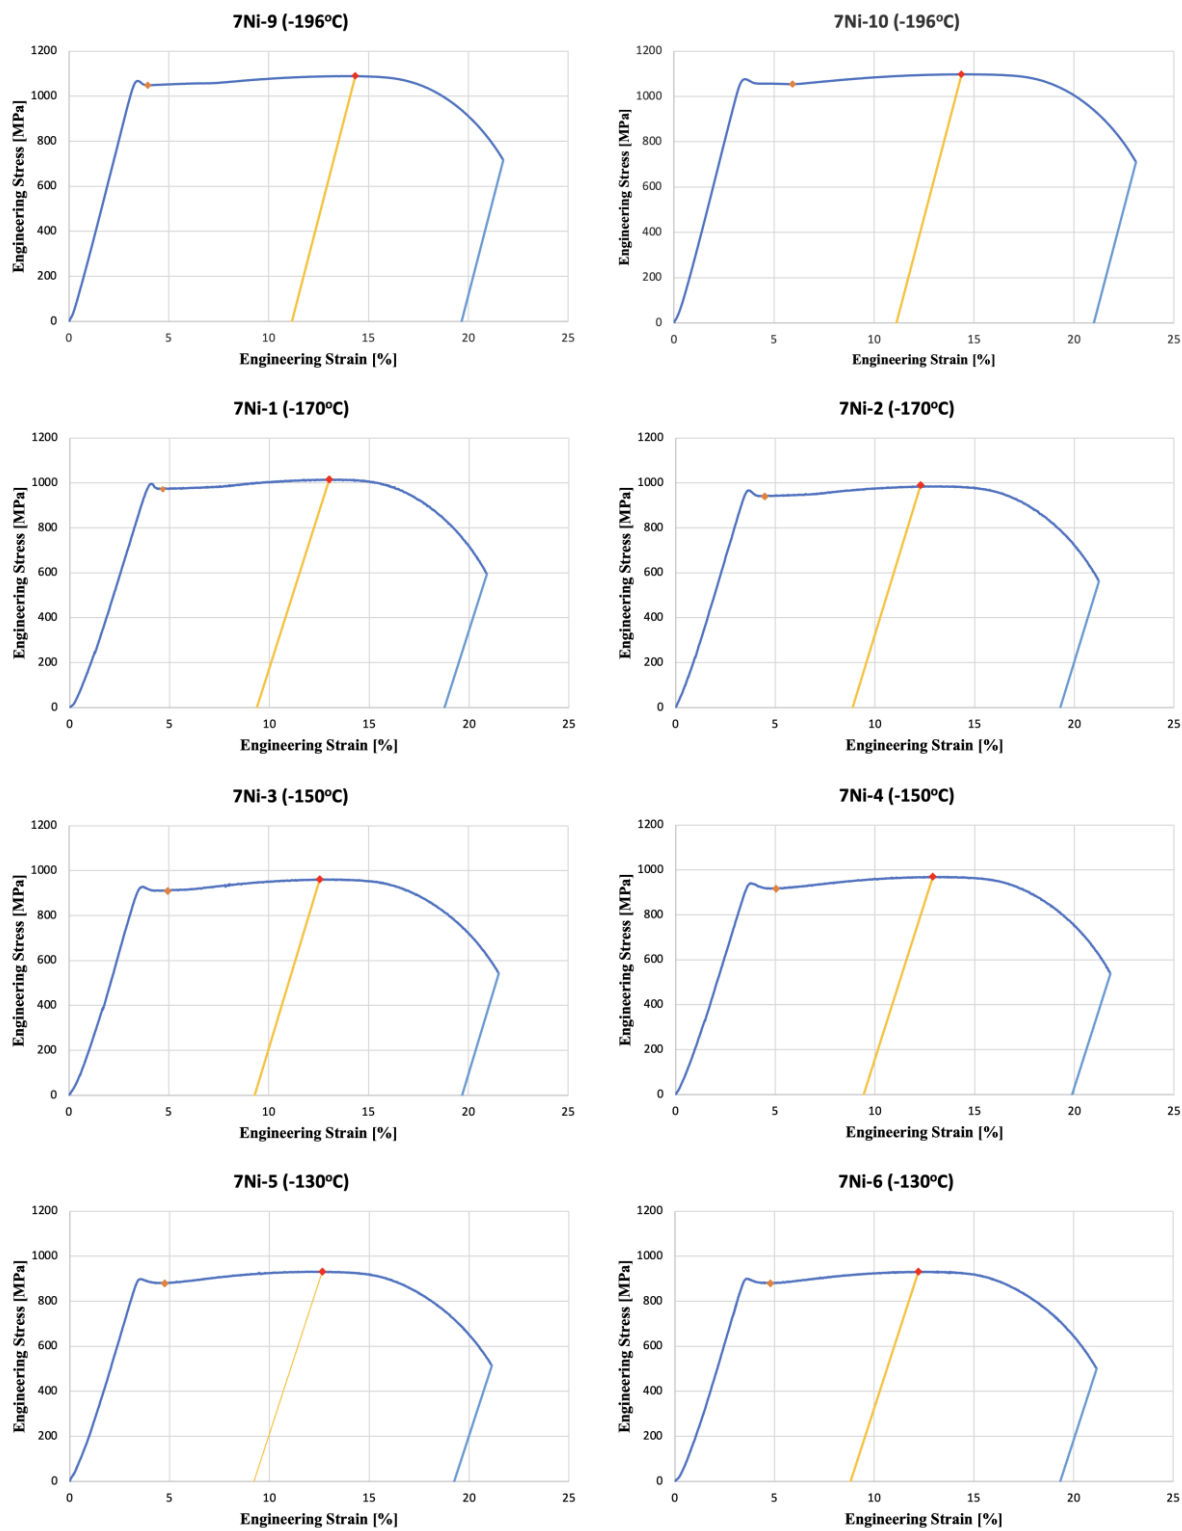 7Ni-9 (-196ºC)
Engineering Stress [MPa]
1200
1000
800
600
400
200
0
0 5 10 15 20 25
Engineering Strain [%]
7Ni-10 (-196ºC)
Engineering Stress [MPa]
1200
1000
800
600
400
200
0
0 5 10 15 20 25
Engineering Strain [%]
7Ni-1 (-170ºC)
Engineering Stress [MPa]
1200
1000
800
600
400
200
0
0 5 10 15 20 25
Engineering Strain [%]
7Ni-2 (-170ºC)
Engineering Stress [MPa]
1200
1000
800
600
400
200
0
0 5 10 15 20 25
Engineering Strain [%]
7Ni-3 (-150ºC)
Engineering Stress [MPa]
1200
1000
800
600
400
200
0
0 5 10 15 20 25
Engineering Strain [%]
7Ni-4 (-150ºC)
Engineering Stress [MPa]
1200
1000
800
600
400
200
0
0 5 10 15 20 25
Engineering Strain [%]
7Ni-5 (-130ºC)
Engineering Stress [MPa]
1200
1000
800
600
400
200
0
0 5 10 15 20 25
Engineering Strain [%]
7Ni-6 (-130ºC)
Engineering Stress [MPa]
1200
1000
800
600
400
200
0
0 5 10 15 20 25
Engineering Strain [%]